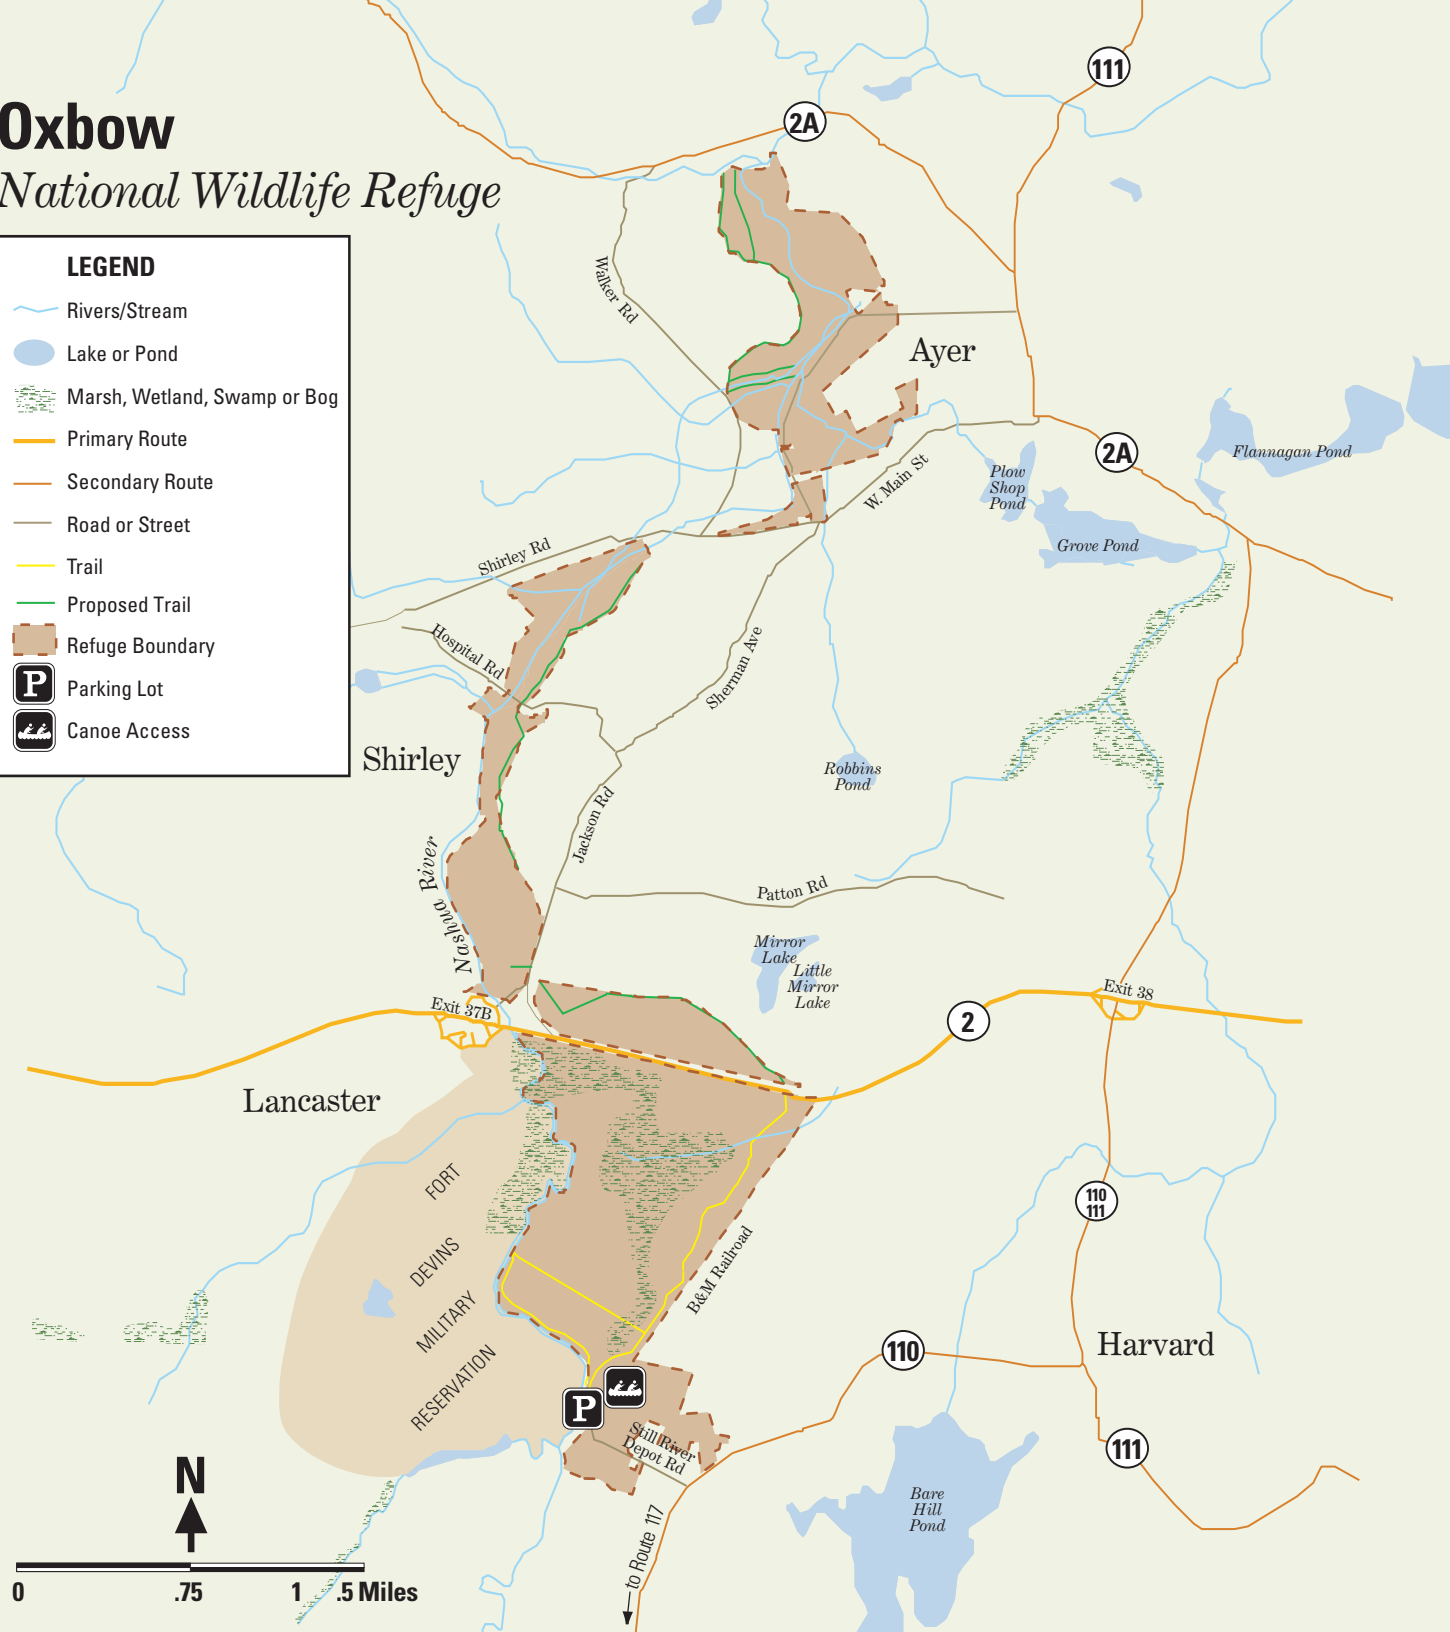 Oxbow
National Wildlife Refuge
LEGEND
Rivers/Stream
Lake or Pond
Marsh, Wetland, Swamp or Bog
Primary Route
Secondary Route
Road or Street
Trail
Proposed Trail
Refuge Boundary
P
Parking Lot
Canoe Access
111
2A
Walker Rd
Ayer
2A
Flannagan Pond
Plow
Shop
Pond
W. Main St
Grove Pond
Shirley Rd
Hospital Rd
Sherman Ave
Shirley
Robbins
Pond
Jackson Rd
Nashua River
Patton Rd
Mirror
Lake
Little
Mirror
Lake
Exit 37B
Exit 38
2
Lancaster
FORT
DEVINS
MILITARY
RESERVATION
110
111
B&M Railroad
110
Harvard
P
Still River
Depot Rd
111
Bare
Hill
Pond
to Route 117
N
0 .75 1 .5 Miles